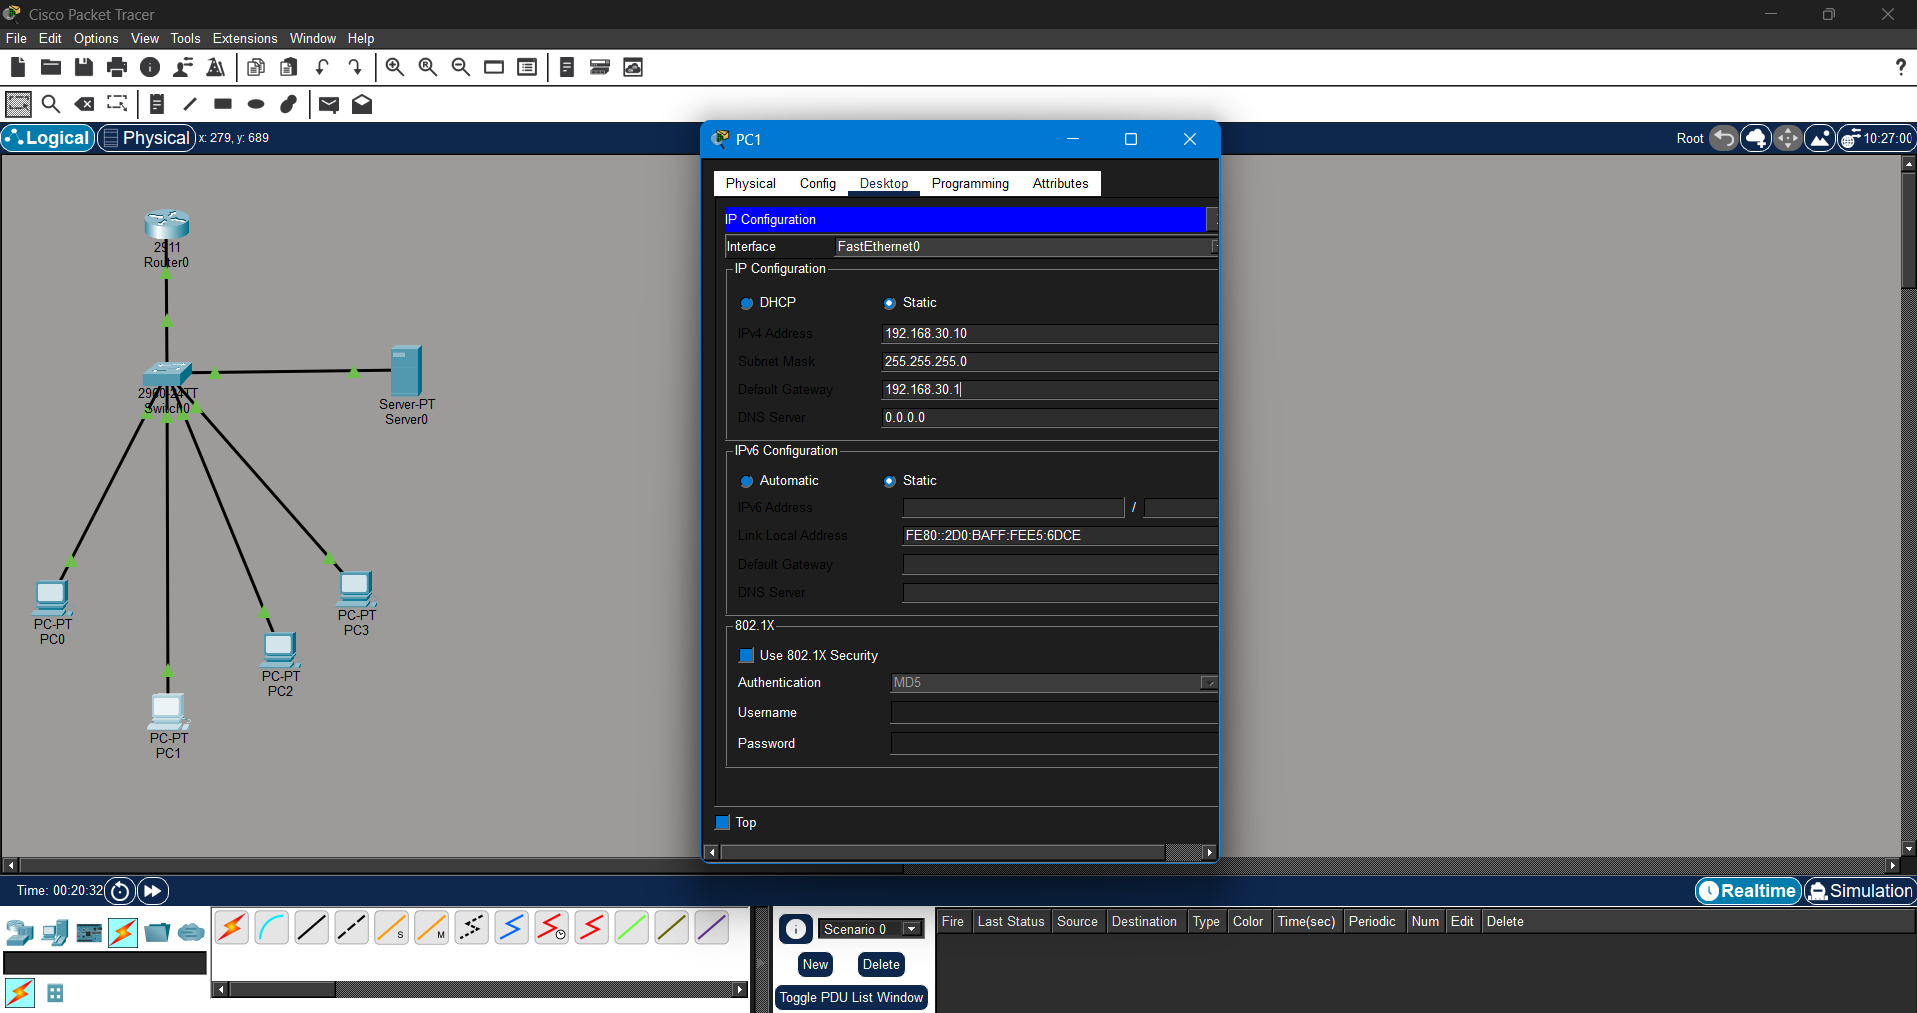 Cisco Packet Tracer
File Edit Options View Tools Extensions Window Help
?
Logical Physical x: 279, y: 689 Root 10:27:00
2911
Router0
Switch0
Server-PT
Server0
PC-PT
PC0
PC-PT
PC1
PC-PT
PC2
PC-PT
PC3
PC1
Physical Config Desktop Programming Attributes
IP Configuration
Interface FastEthernet0
IP Configuration
DHCP Static
IPv4 Address 192.168.30.10
Subnet Mask 255.255.255.0
Default Gateway 192.168.30.1
DNS Server 0.0.0.0
IPv6 Configuration
Automatic Static
IPv6 Address /
Link Local Address FE80::2D0:BAFF:FEE5:6DCE
Default Gateway
DNS Server
802.1X
Use 802.1X Security
Authentication MD5
Username
Password
Top
Time: 00:20:32 Realtime Simulation
S M
Scenario 0
New Delete
Toggle PDU List Window
Fire Last Status Source Destination Type Color Time(sec) Periodic Num Edit Delete